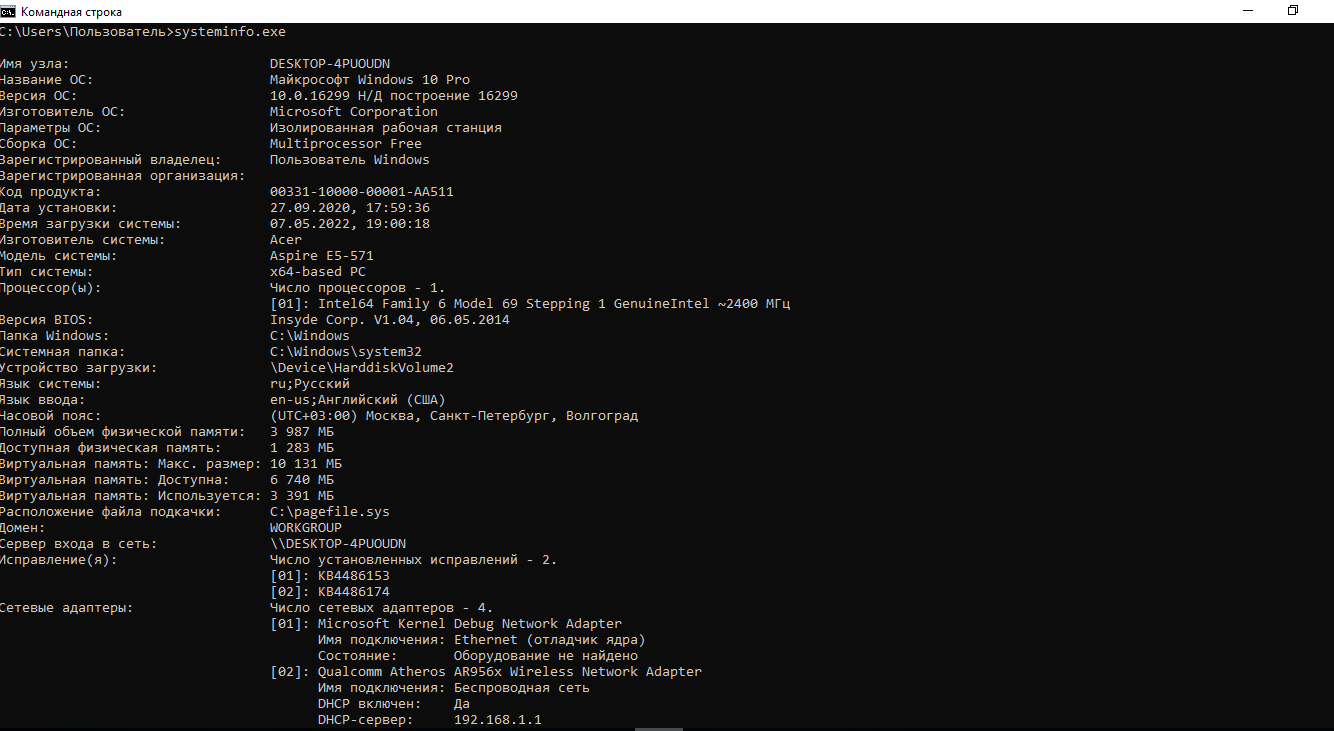 Командная строка
C:\Users\Пользователь>systeminfo.exe
Имя узла: DESKTOP-4PUOUDN
Название ОС: Майкрософт Windows 10 Pro
Версия ОС: 10.0.16299 Н/Д построение 16299
Изготовитель ОС: Microsoft Corporation
Параметры ОС: Изолированная рабочая станция
Сборка ОС: Multiprocessor Free
Зарегистрированный владелец: Пользователь Windows
Зарегистрированная организация:
Код продукта: 00331-10000-00001-AA511
Дата установки: 27.09.2020, 17:59:36
Время загрузки системы: 07.05.2022, 19:00:18
Изготовитель системы: Acer
Модель системы: Aspire E5-571
Тип системы: x64-based PC
Процессор(ы): Число процессоров - 1.
[01]: Intel64 Family 6 Model 69 Stepping 1 GenuineIntel ~2400 МГц
Версия BIOS: Insyde Corp. V1.04, 06.05.2014
Папка Windows: C:\Windows
Системная папка: C:\Windows\system32
Устройство загрузки: \Device\HarddiskVolume2
Язык системы: ru;Русский
Язык ввода: en-us;Английский (США)
Часовой пояс: (UTC+03:00) Москва, Санкт-Петербург, Волгоград
Полный объем физической памяти: 3 987 МБ
Доступная физическая память: 1 283 МБ
Виртуальная память: Макс. размер: 10 131 МБ
Виртуальная память: Доступна: 6 740 МБ
Виртуальная память: Используется: 3 391 МБ
Расположение файла подкачки: C:\pagefile.sys
Домен: WORKGROUP
Сервер входа в сеть: \\DESKTOP-4PUOUDN
Исправление(я): Число установленных исправлений - 2.
[01]: KB4486153
[02]: KB4486174
Сетевые адаптеры: Число сетевых адаптеров - 4.
[01]: Microsoft Kernel Debug Network Adapter
Имя подключения: Ethernet (отладчик ядра)
Состояние: Оборудование не найдено
[02]: Qualcomm Atheros AR956x Wireless Network Adapter
Имя подключения: Беспроводная сеть
DHCP включен: Да
DHCP-сервер: 192.168.1.1